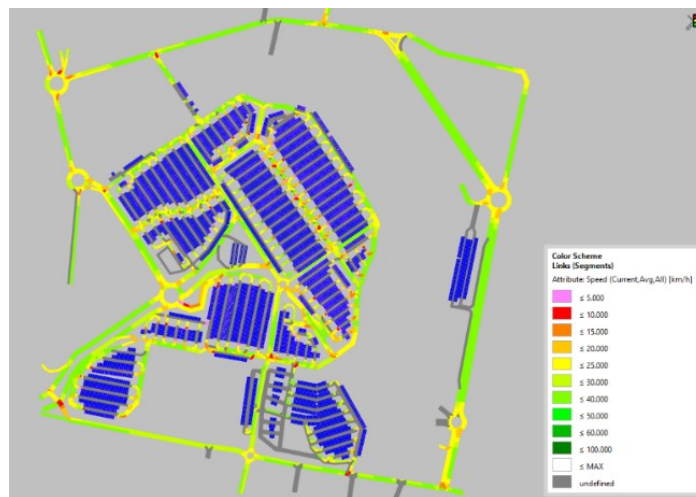 Color Scheme
Links (Segments)
Attribute: Speed (Current,Avg,All) [km/h]
≤ 5.000
≤ 10.000
≤ 15.000
≤ 20.000
≤ 25.000
≤ 30.000
≤ 40.000
≤ 50.000
≤ 60.000
≤ 100.000
≤ MAX
undefined